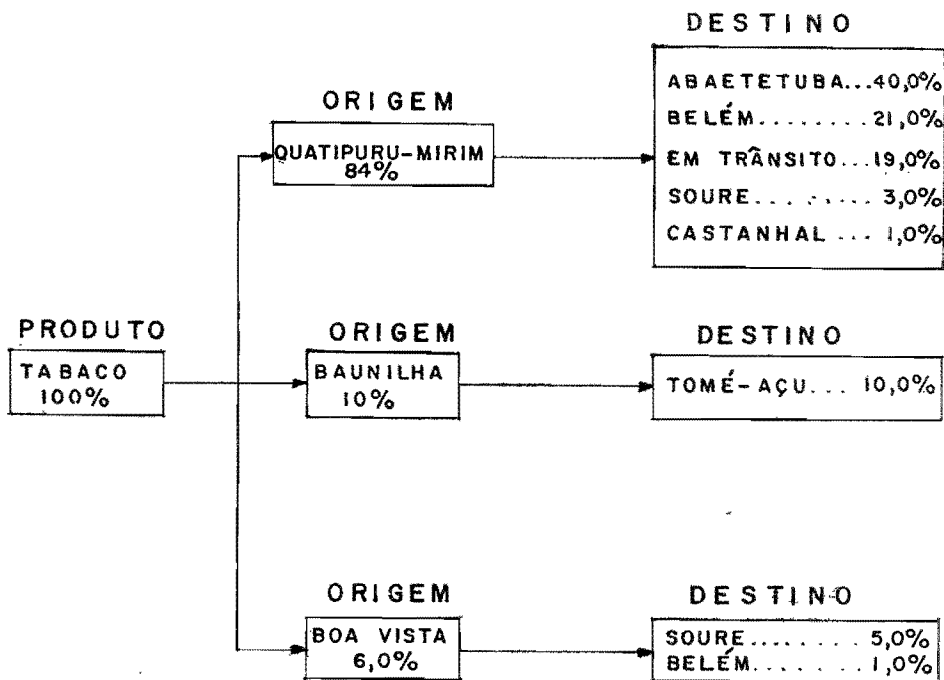 DESTINO
ABAETETUBA...40,0%
BELÉM........21,0%
EM TRÂNSITO...19,0%
SOURE........3,0%
CASTANHAL...1,0%
ORIGEM
QUATIPURU-MIRIM
84%
PRODUTO
TABACO
100%
ORIGEM
BAUNILHA
10%
DESTINO
TOMÉ-AÇU...10,0%
ORIGEM
BOA VISTA
6,0%
DESTINO
SOURE........5,0%
BELÉM........1,0%